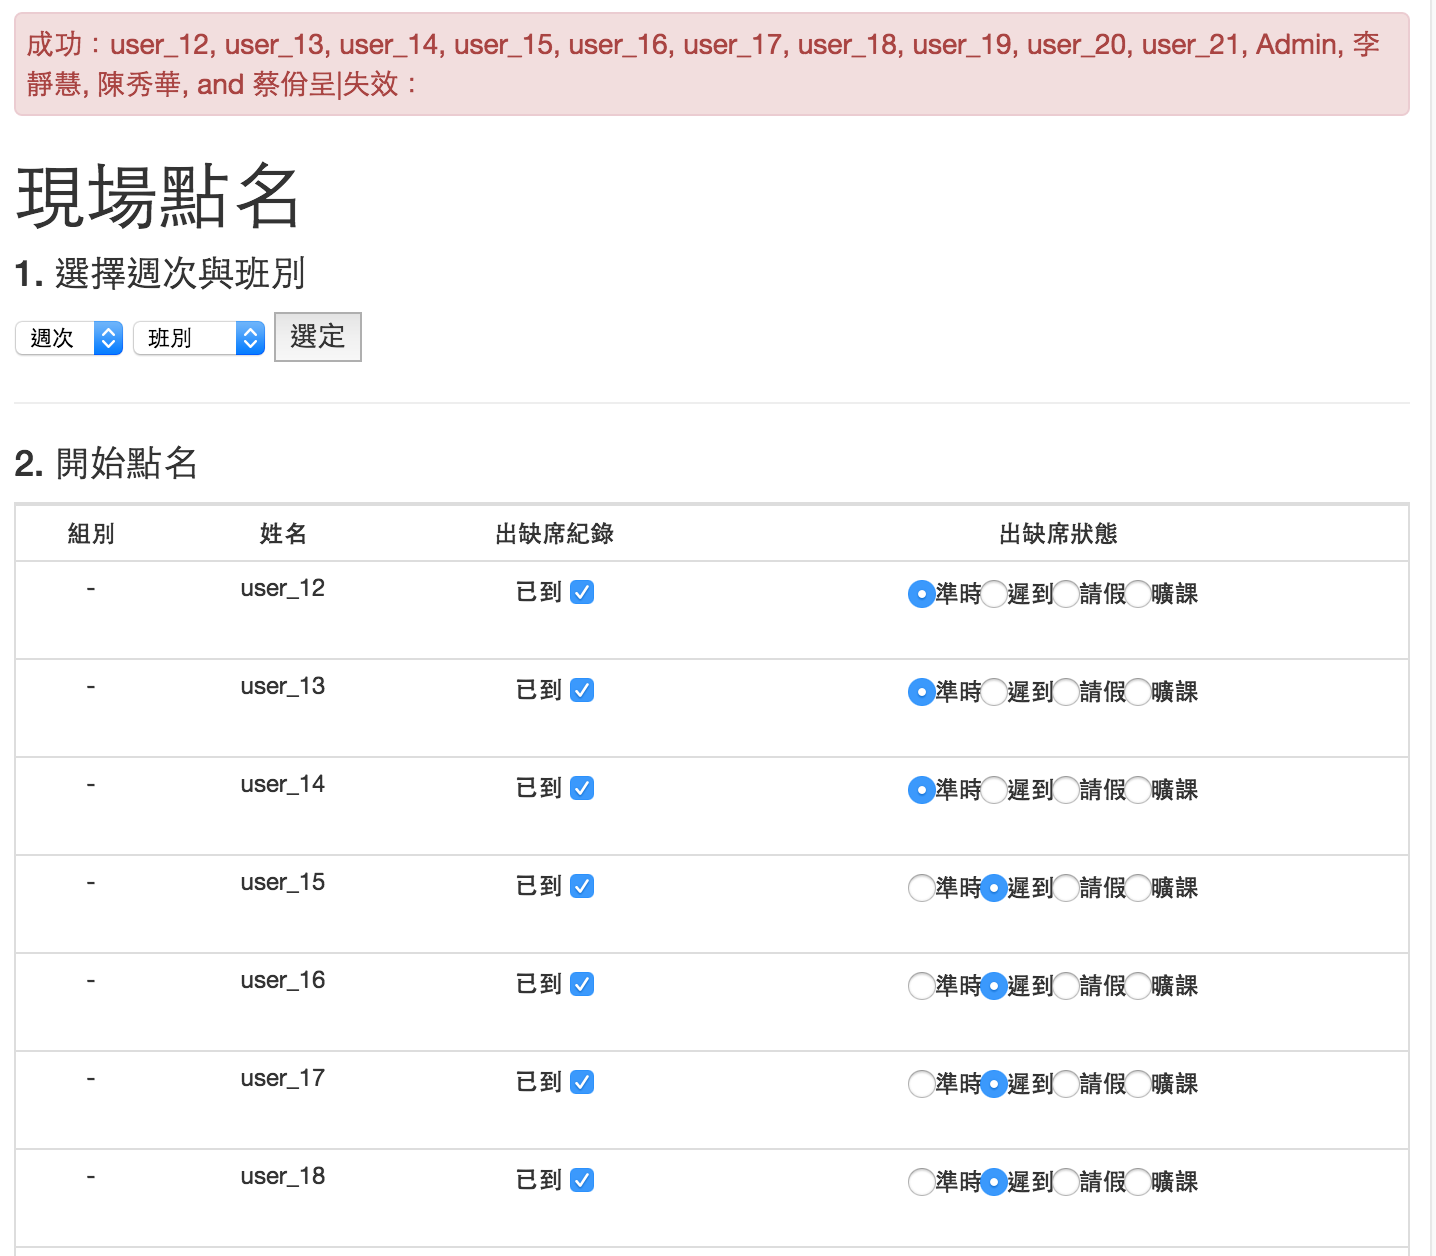 成功：user_12, user_13, user_14, user_15, user_16, user_17, user_18, user_19, user_20, user_21, Admin, 李
靜慧, 陳秀華, and 蔡佾呈|失效：
現場點名
1. 選擇週次與班別
週次 班別 選定
2. 開始點名
組別 姓名 出缺席紀錄 出缺席狀態
- user_12 已到 準時 遲到 請假 曠課
- user_13 已到 準時 遲到 請假 曠課
- user_14 已到 準時 遲到 請假 曠課
- user_15 已到 準時 遲到 請假 曠課
- user_16 已到 準時 遲到 請假 曠課
- user_17 已到 準時 遲到 請假 曠課
- user_18 已到 準時 遲到 請假 曠課